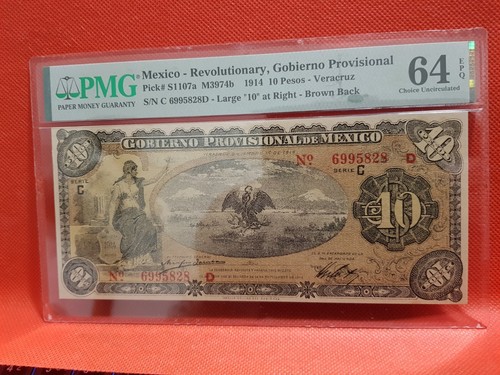 PMG
PAPER MONEY GUARANTY
Mexico - Revolutionary, Gobierno Provisional
Pick# S1107a M3974b 1914 10 Pesos - Veracruz
S/N C 6995828D - Large "10" at Right - Brown Back
64 EPQ
Choice Uncirculated
GOBIERNO PROVISIONAL DE MEXICO
10
10
No 6995828 D
SERIE C
SERIE C
10
No 6995828 D
10
10